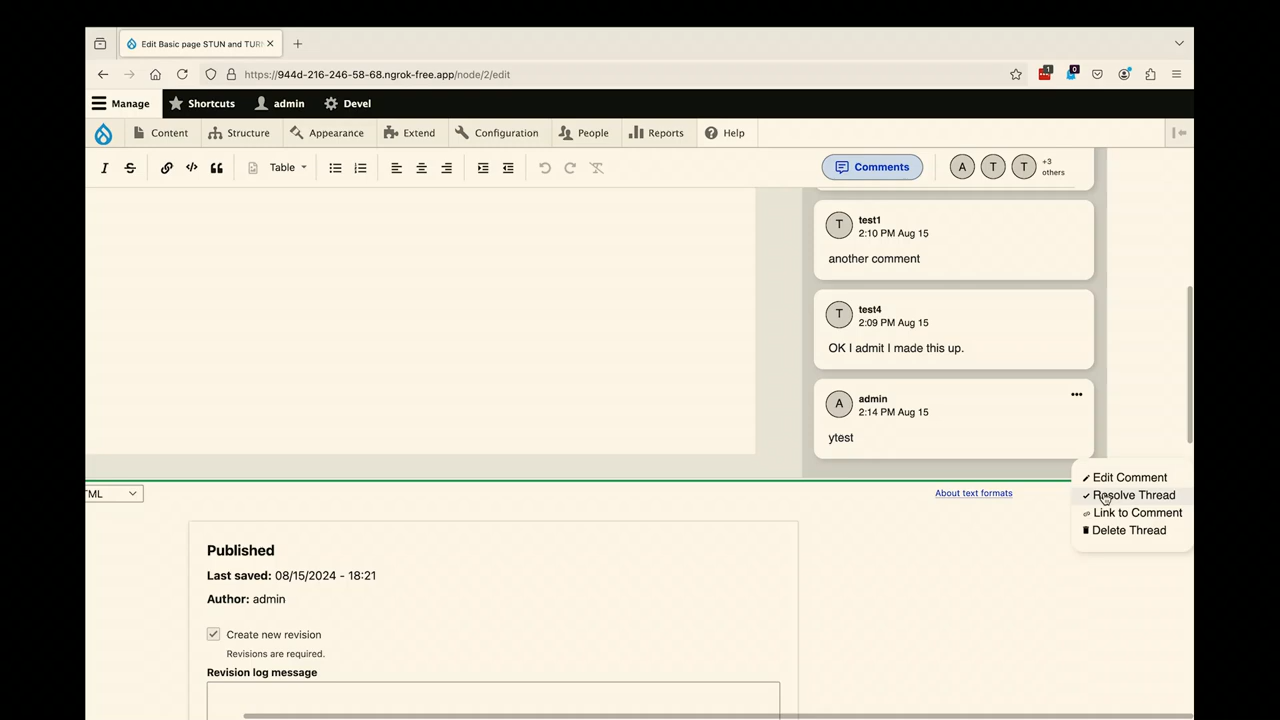 Edit Basic page STUN and TURN
https://944d-216-246-58-68.ngrok-free.app/node/2/edit
1
0
Manage
Shortcuts
admin
Devel
Content
Structure
Appearance
Extend
Configuration
People
Reports
Help
Table
Comments
A
T
T
+3
others
T
test1
2:10 PM Aug 15
another comment
T
test4
2:09 PM Aug 15
OK I admit I made this up.
A
admin
2:14 PM Aug 15
ytest
Edit Comment
Resolve Thread
Link to Comment
Delete Thread
TML
About text formats
Published
Last saved: 08/15/2024 - 18:21
Author: admin
Create new revision
Revisions are required.
Revision log message